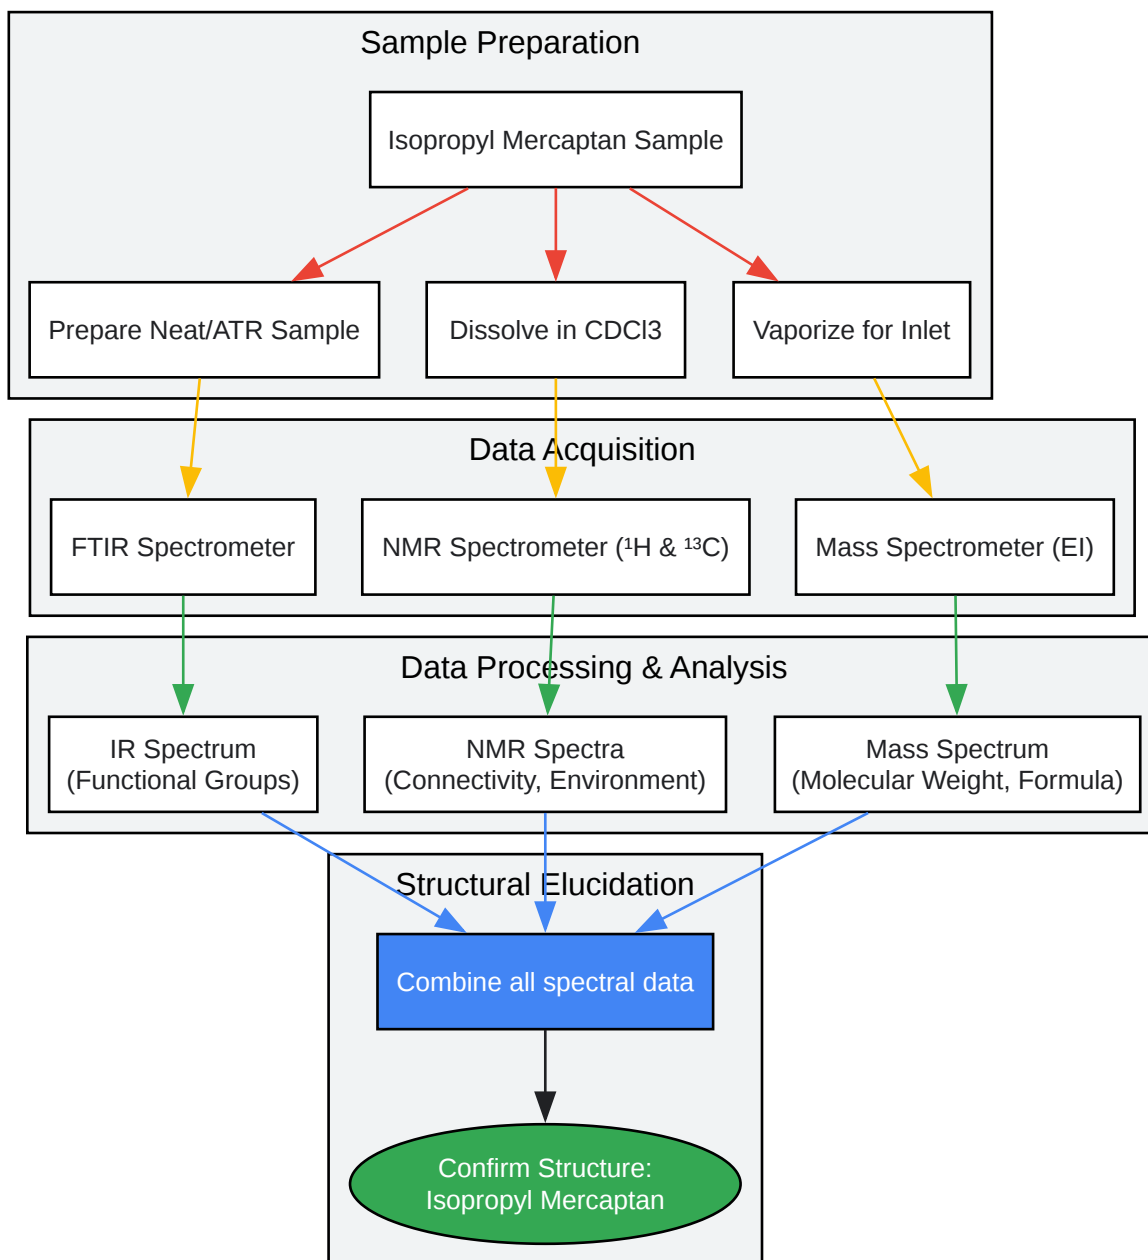 Sample Preparation
Isopropyl Mercaptan Sample
Prepare Neat/ATR Sample
Dissolve in CDCl3
Vaporize for Inlet
Data Acquisition
FTIR Spectrometer
NMR Spectrometer (¹H & ¹³C)
Mass Spectrometer (EI)
Data Processing & Analysis
IR Spectrum
(Functional Groups)
NMR Spectra
(Connectivity, Environment)
Mass Spectrum
(Molecular Weight, Formula)
Structural Elucidation
Combine all spectral data
Confirm Structure:
Isopropyl Mercaptan